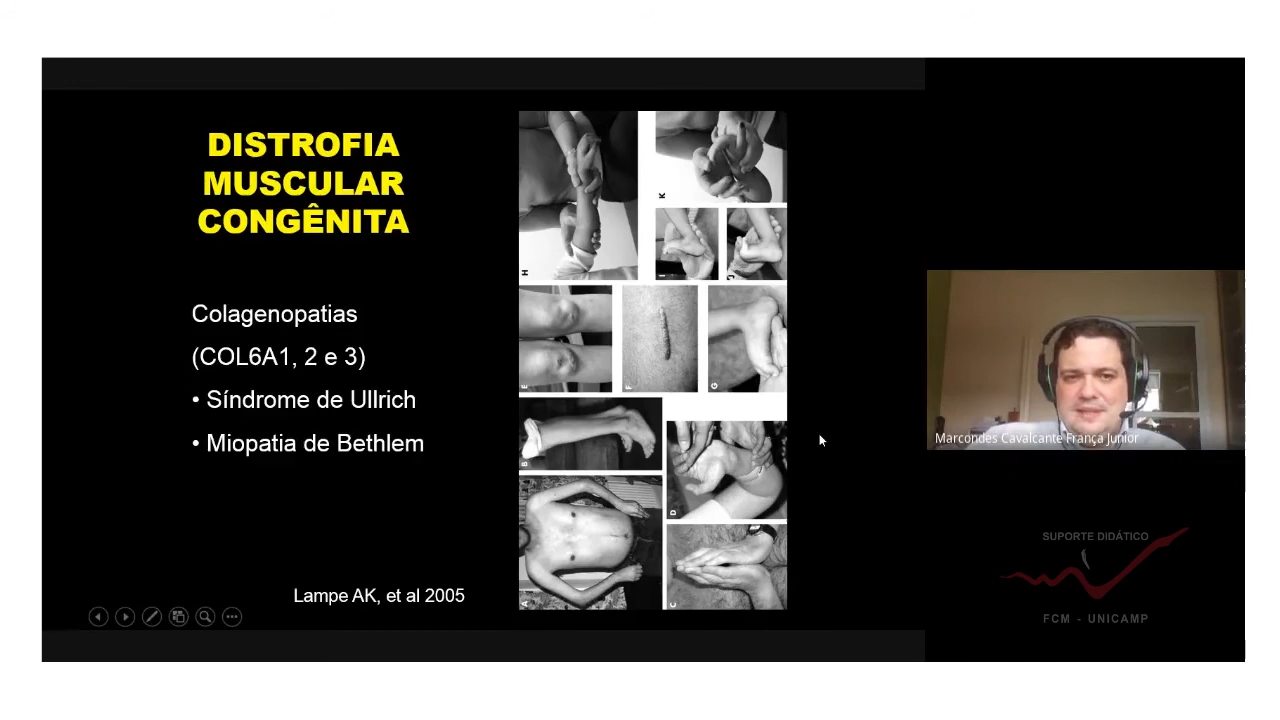 DISTROFIA
MUSCULAR
CONGÊNITA
Colagenopatias
(COL6A1, 2 e 3)
• Síndrome de Ullrich
• Miopatia de Bethlem
Lampe AK, et al 2005
H
K
I
J
E
F
G
B
D
A
C
Marcondes Cavalcante França Junior
SUPORTE DIDÁTICO
FCM - UNICAMP